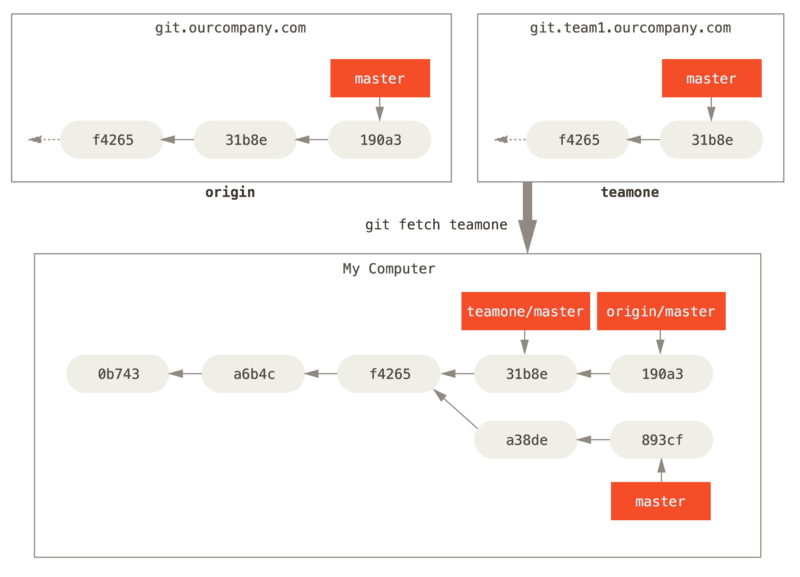 git.ourcompany.com
master
f4265 31b8e 190a3
origin
git.team1.ourcompany.com
master
f4265 31b8e
teamone
git fetch teamone
My Computer
teamone/master origin/master
0b743 a6b4c f4265 31b8e 190a3
a38de 893cf
master